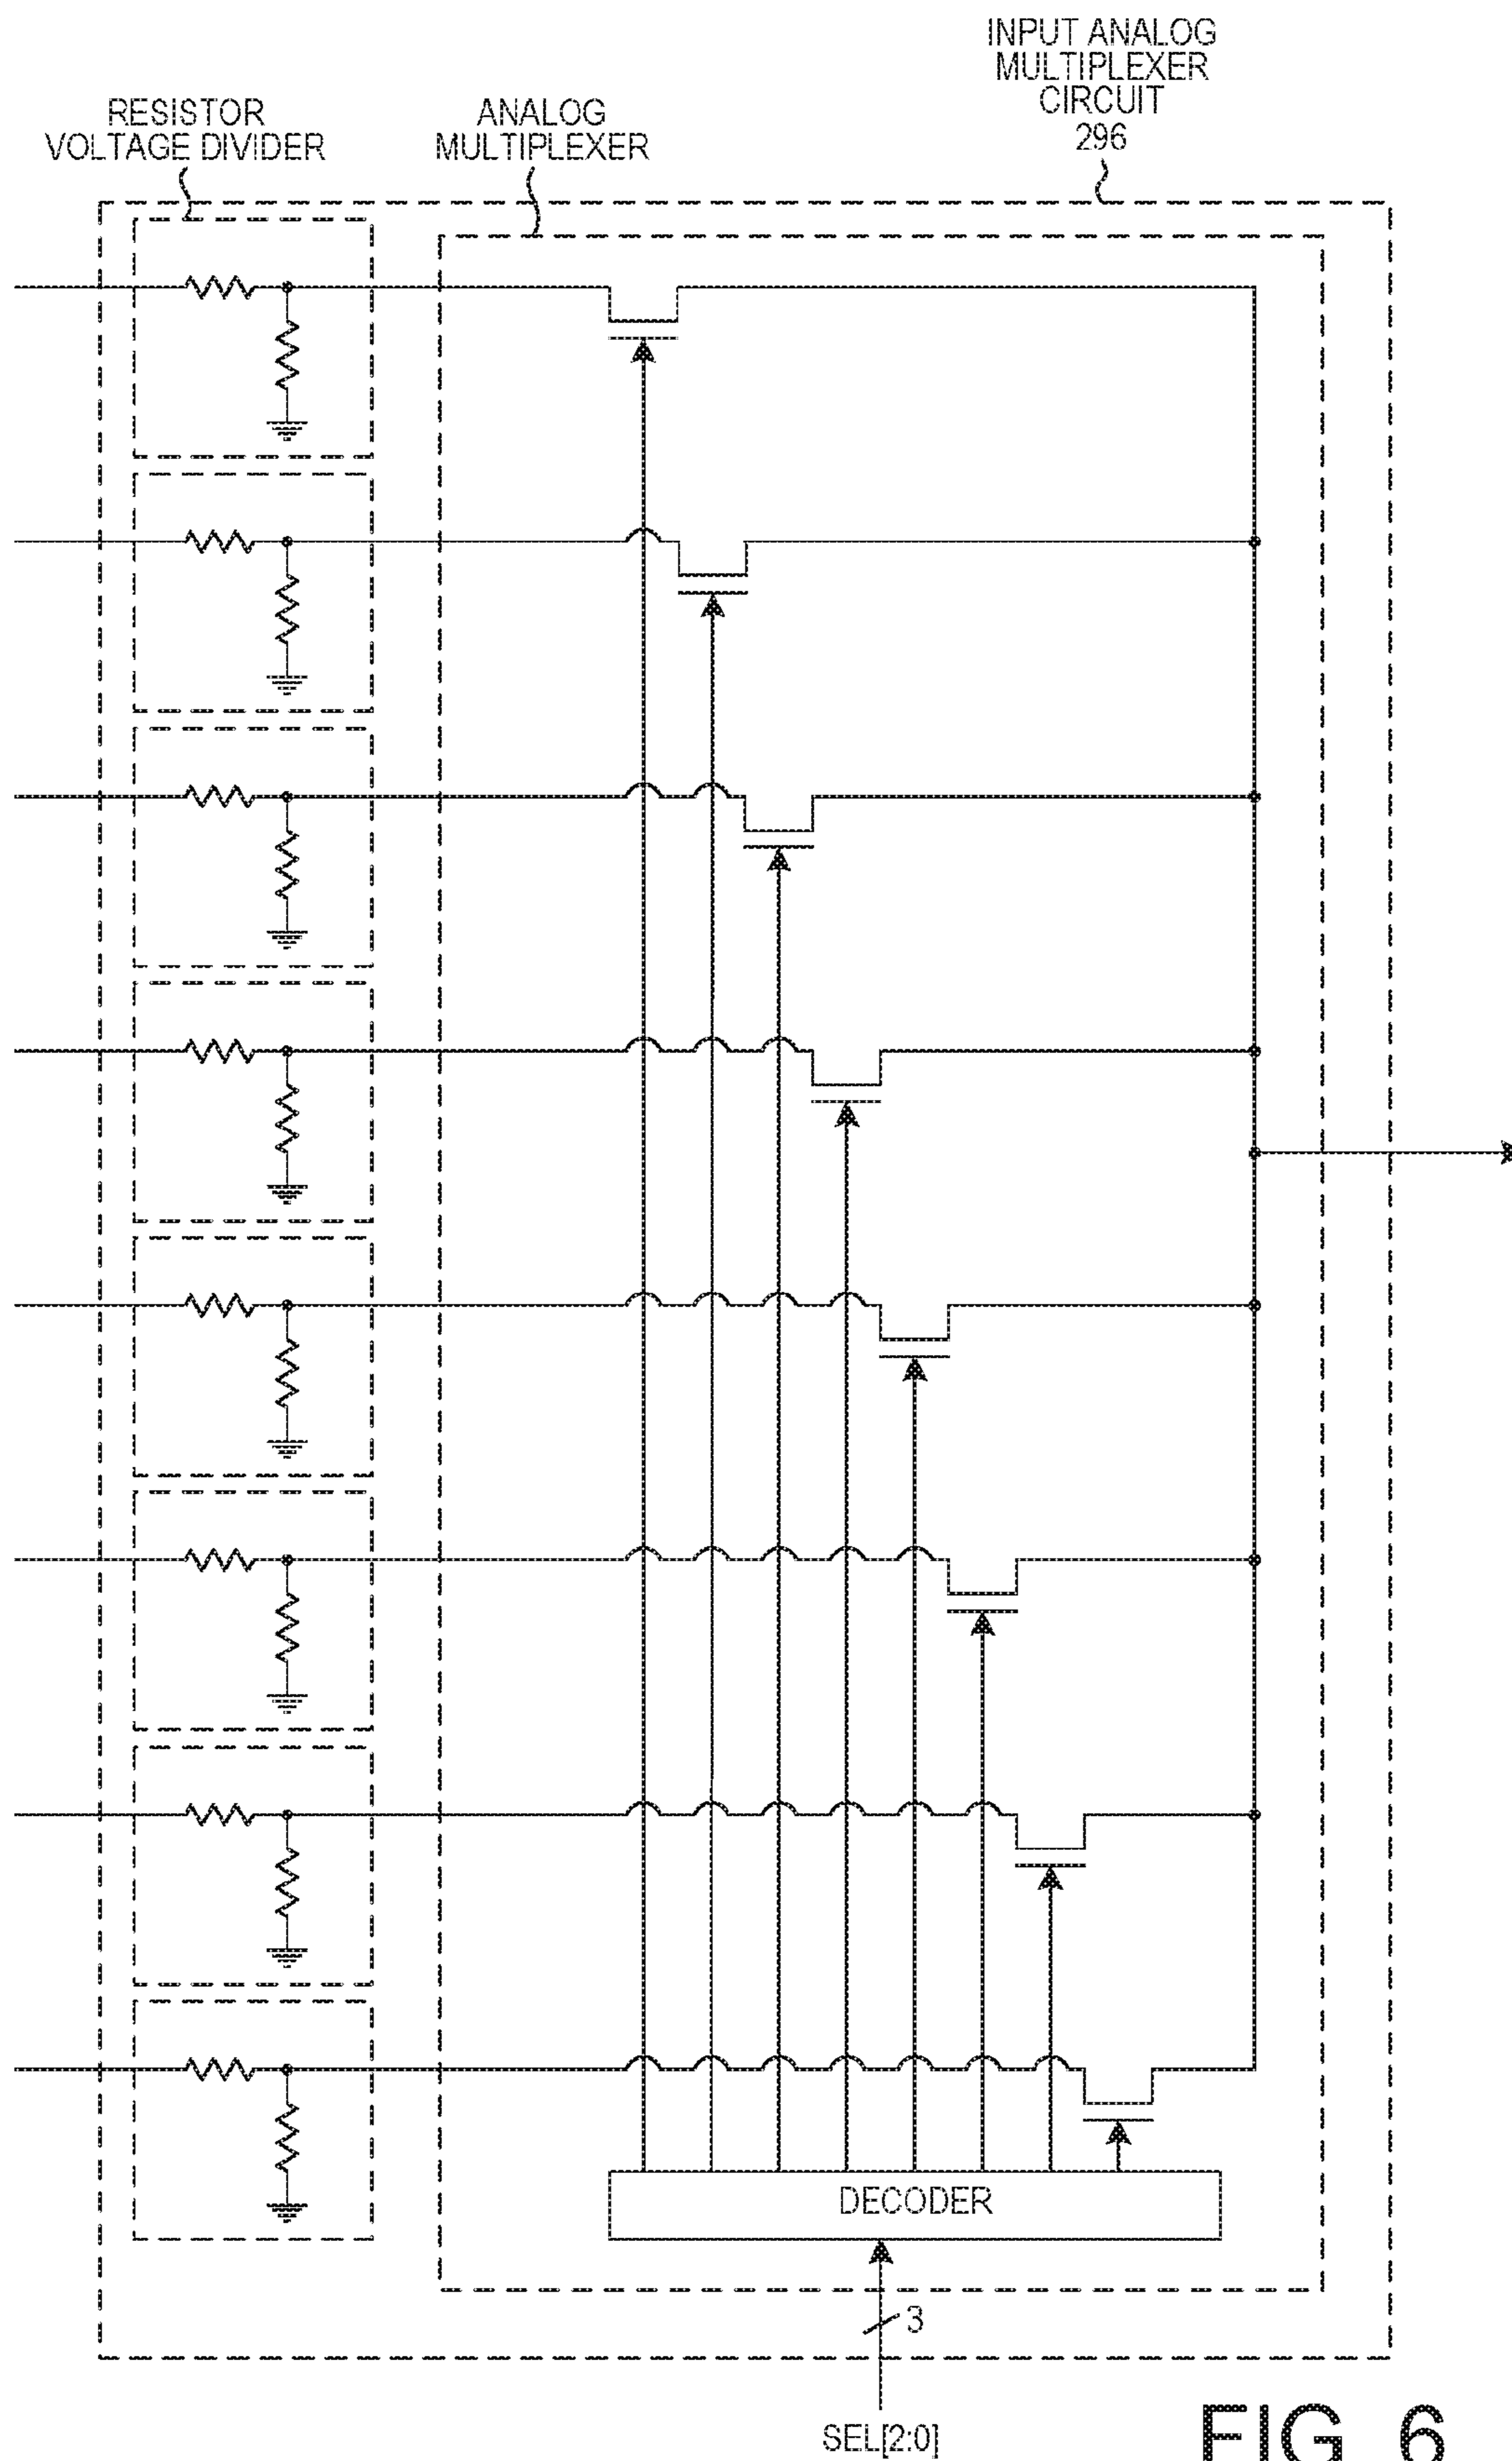 INPUT ANALOG
MULTIPLEXER
CIRCUIT
296
RESISTOR
VOLTAGE DIVIDER
ANALOG
MULTIPLEXER
DECODER
3
SEL[2:0]
FIG. 6